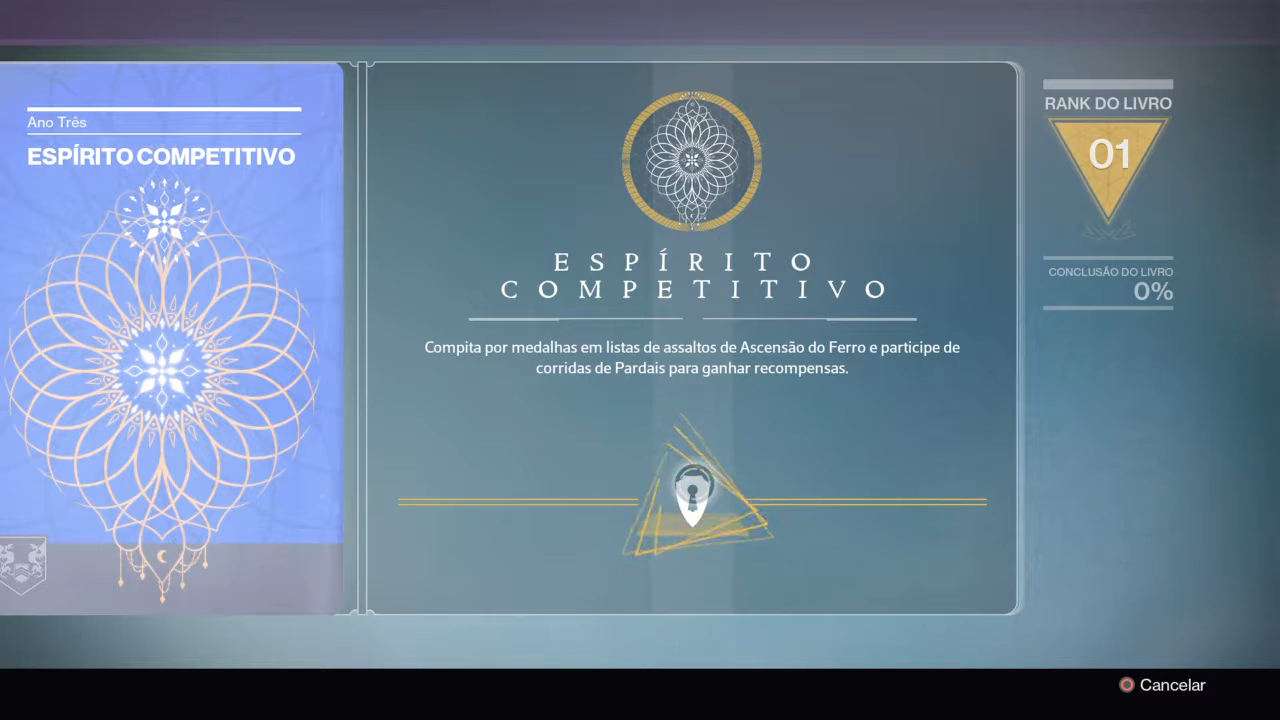 Ano Três
ESPÍRITO COMPETITIVO
ESPÍRITO
COMPETITIVO
Compita por medalhas em listas de assaltos de Ascensão do Ferro e participe de
corridas de Pardais para ganhar recompensas.
RANK DO LIVRO
01
CONCLUSÃO DO LIVRO
0%
Cancelar